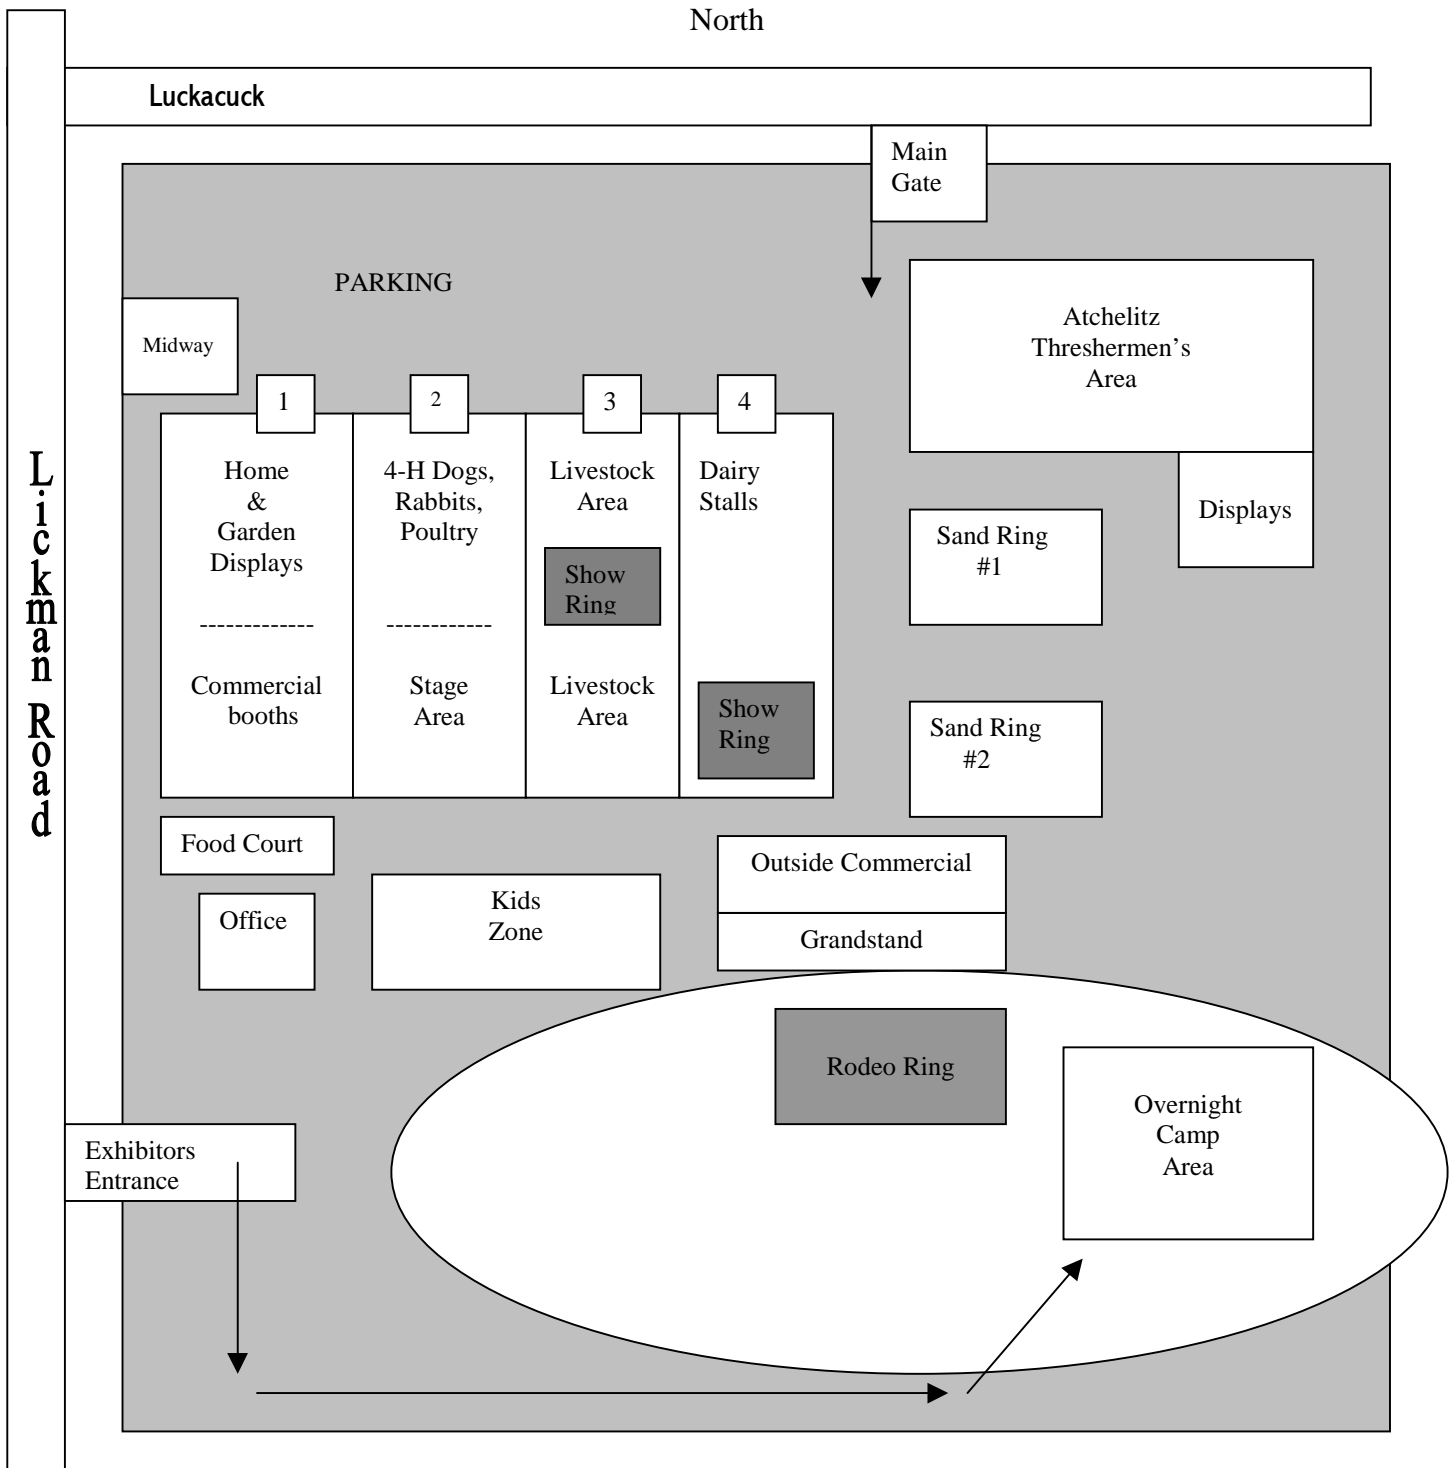 North
Luckacuck
Main
Gate
PARKING
Midway
Atchelitz
Threshermen’s
Area
Displays
1
2
3
4
Home
&
Garden
Displays
-------------
Commercial
booths
4-H Dogs,
Rabbits,
Poultry
------------
Stage
Area
Livestock
Area
Show
Ring
Livestock
Area
Dairy
Stalls
Show
Ring
Sand Ring
#1
Sand Ring
#2
Lickman Road
Food Court
Office
Kids
Zone
Outside Commercial
Grandstand
Rodeo Ring
Overnight
Camp
Area
Exhibitors
Entrance